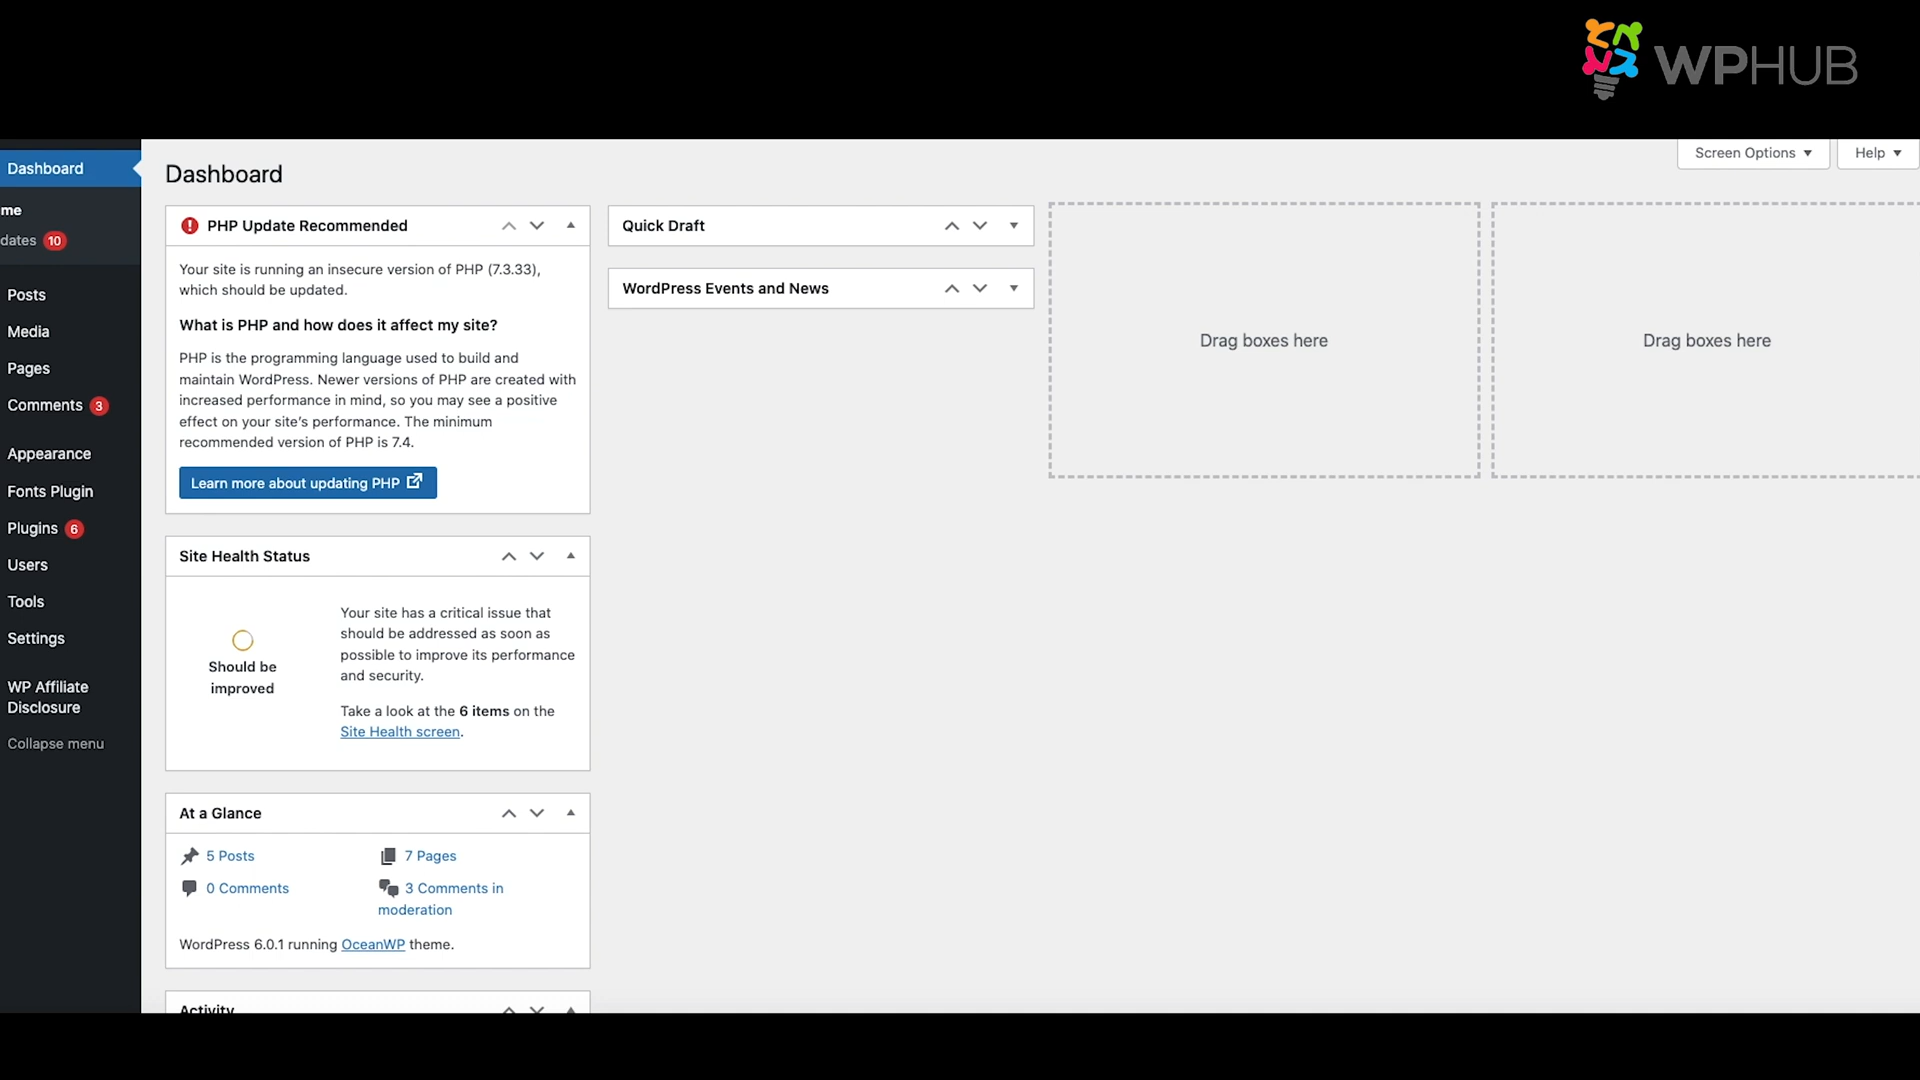 WPHUB
Dashboard
me
dates 10
Posts
Media
Pages
Comments 3
Appearance
Fonts Plugin
Plugins 6
Users
Tools
Settings
WP Affiliate
Disclosure
Collapse menu
Screen Options
Help
Dashboard
PHP Update Recommended
Your site is running an insecure version of PHP (7.3.33),
which should be updated.
What is PHP and how does it affect my site?
PHP is the programming language used to build and
maintain WordPress. Newer versions of PHP are created with
increased performance in mind, so you may see a positive
effect on your site’s performance. The minimum
recommended version of PHP is 7.4.
Learn more about updating PHP
Site Health Status
Should be
improved
Your site has a critical issue that
should be addressed as soon as
possible to improve its performance
and security.
Take a look at the 6 items on the
Site Health screen.
At a Glance
5 Posts
7 Pages
0 Comments
3 Comments in
moderation
WordPress 6.0.1 running OceanWP theme.
Activity
Quick Draft
WordPress Events and News
Drag boxes here
Drag boxes here